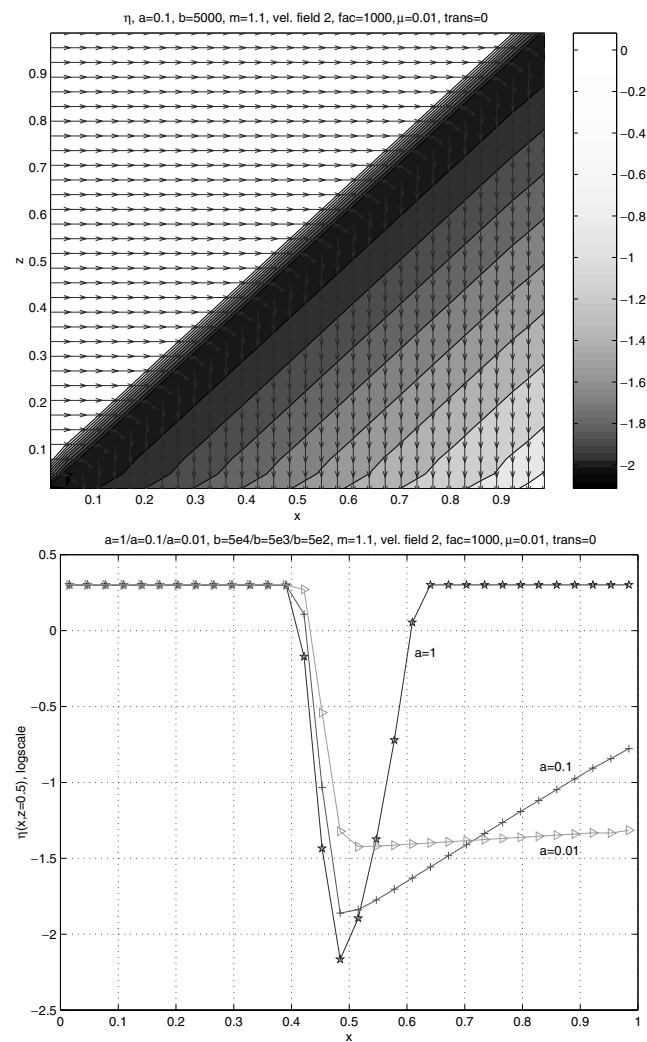 η, a=0.1, b=5000, m=1.1, vel. field 2, fac=1000, μ=0.01, trans=0
0.9
0.8
0.7
0.6
0.5
0.4
0.3
0.2
0.1
z
0.1 0.2 0.3 0.4 0.5 0.6 0.7 0.8 0.9
x
0
−0.2
−0.4
−0.6
−0.8
−1
−1.2
−1.4
−1.6
−1.8
−2
a=1/a=0.1/a=0.01, b=5e4/b=5e3/b=5e2, m=1.1, vel. field 2, fac=1000, μ=0.01, trans=0
0.5
0
−0.5
−1
−1.5
−2
−2.5
η(x,z=0.5), logscale
a=1
a=0.1
a=0.01
0 0.1 0.2 0.3 0.4 0.5 0.6 0.7 0.8 0.9 1
x